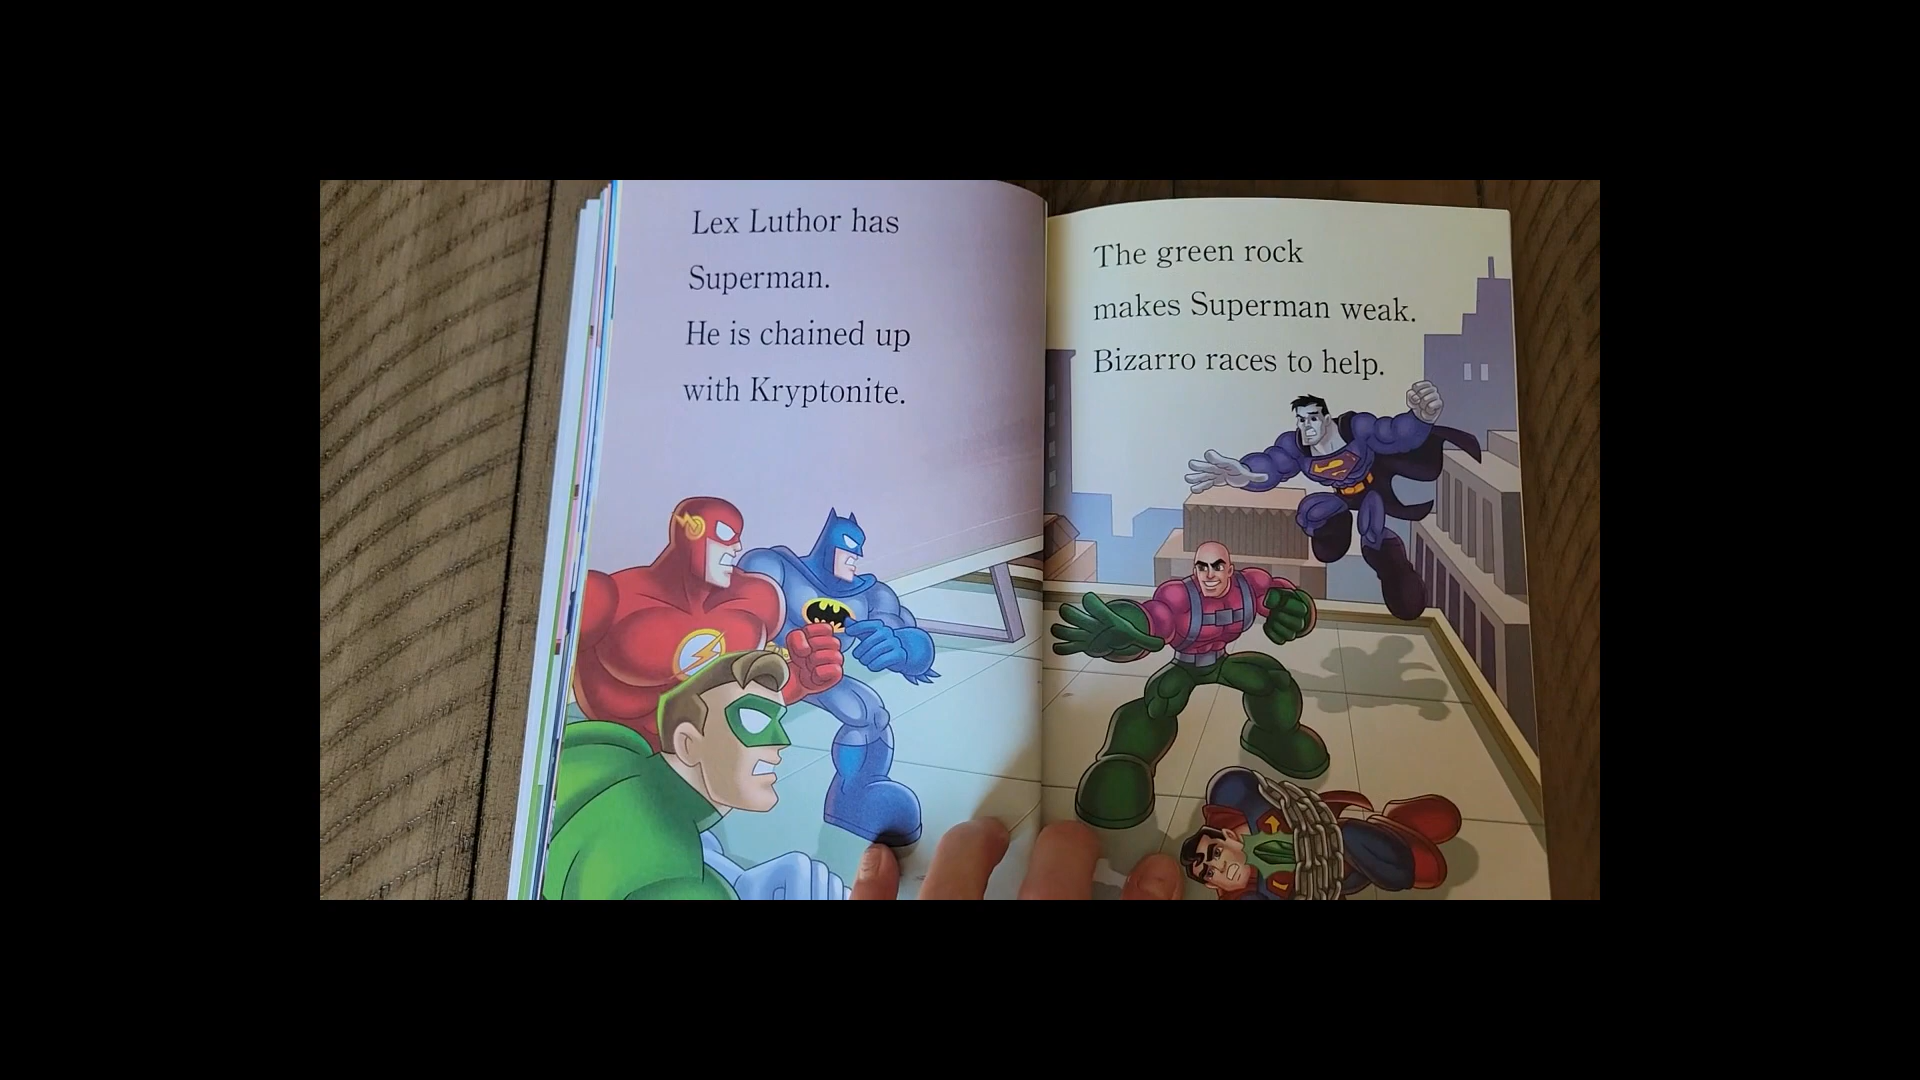 Lex Luthor has
Superman.
He is chained up
with Kryptonite.
The green rock
makes Superman weak.
Bizarro races to help.